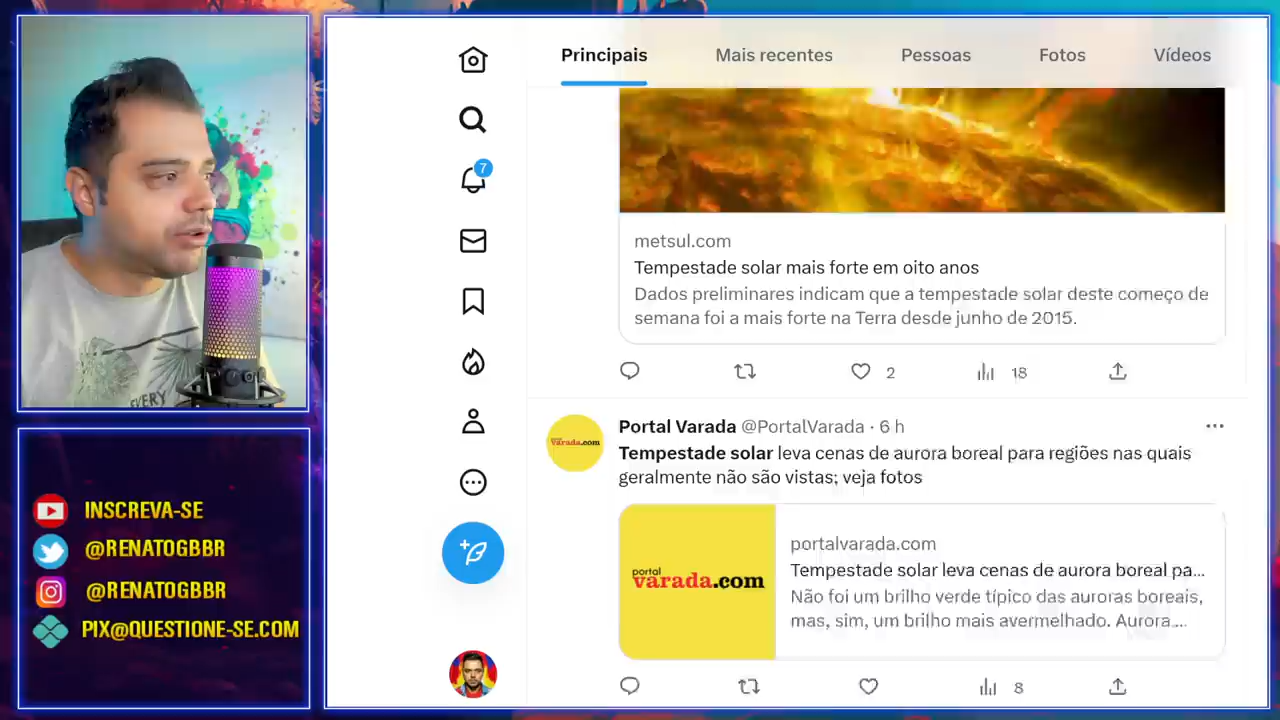 Principais
Mais recentes
Pessoas
Fotos
Vídeos
7
metsul.com
Tempestade solar mais forte em oito anos
Dados preliminares indicam que a tempestade solar deste começo de
semana foi a mais forte na Terra desde junho de 2015.
2
18
Portal Varada @PortalVarada · 6 h
Tempestade solar leva cenas de aurora boreal para regiões nas quais
geralmente não são vistas; veja fotos
varada.com
portal
varada.com
portalvarada.com
Tempestade solar leva cenas de aurora boreal pa...
Não foi um brilho verde típico das auroras boreais,
mas, sim, um brilho mais avermelhado. Aurora...
8
EVERY
INSCREVA-SE
@RENATOGBBR
@RENATOGBBR
PIX@QUESTIONE-SE.COM